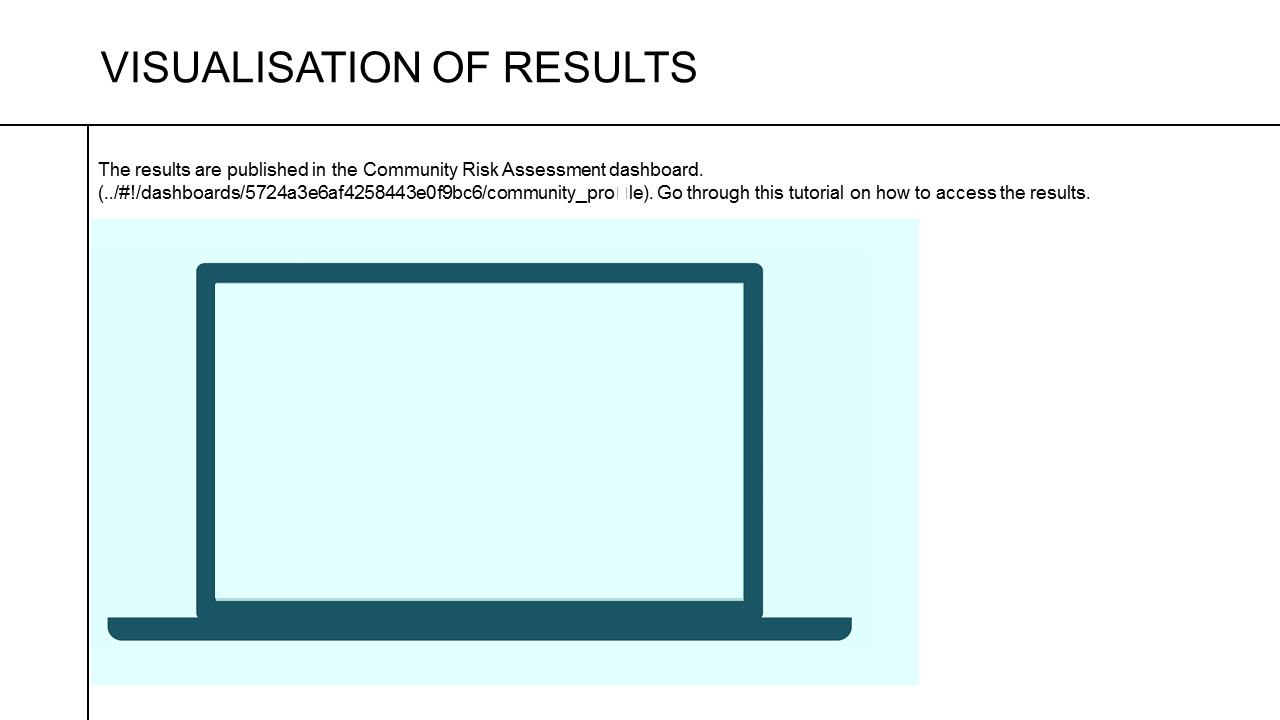 VISUALISATION OF RESULTS
The results are published in the Community Risk Assessment dashboard.
(../#!/dashboards/5724a3e6af4258443e0f9bc6/community_pro▯le). Go through this tutorial on how to access the results.